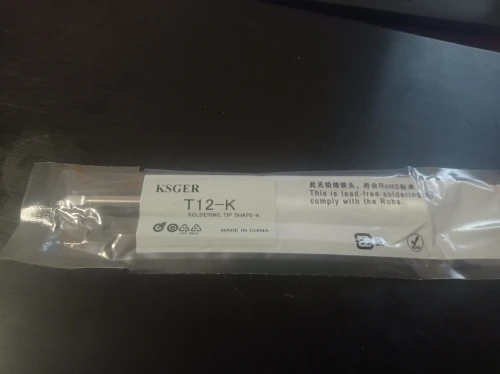 KSGER
T12-K
SOLDERING TIP SHAPE-K
MADE IN CHINA
此无铅烙铁头，符合RoHS标准
This is lead-free soldering
comply with the Rohs.